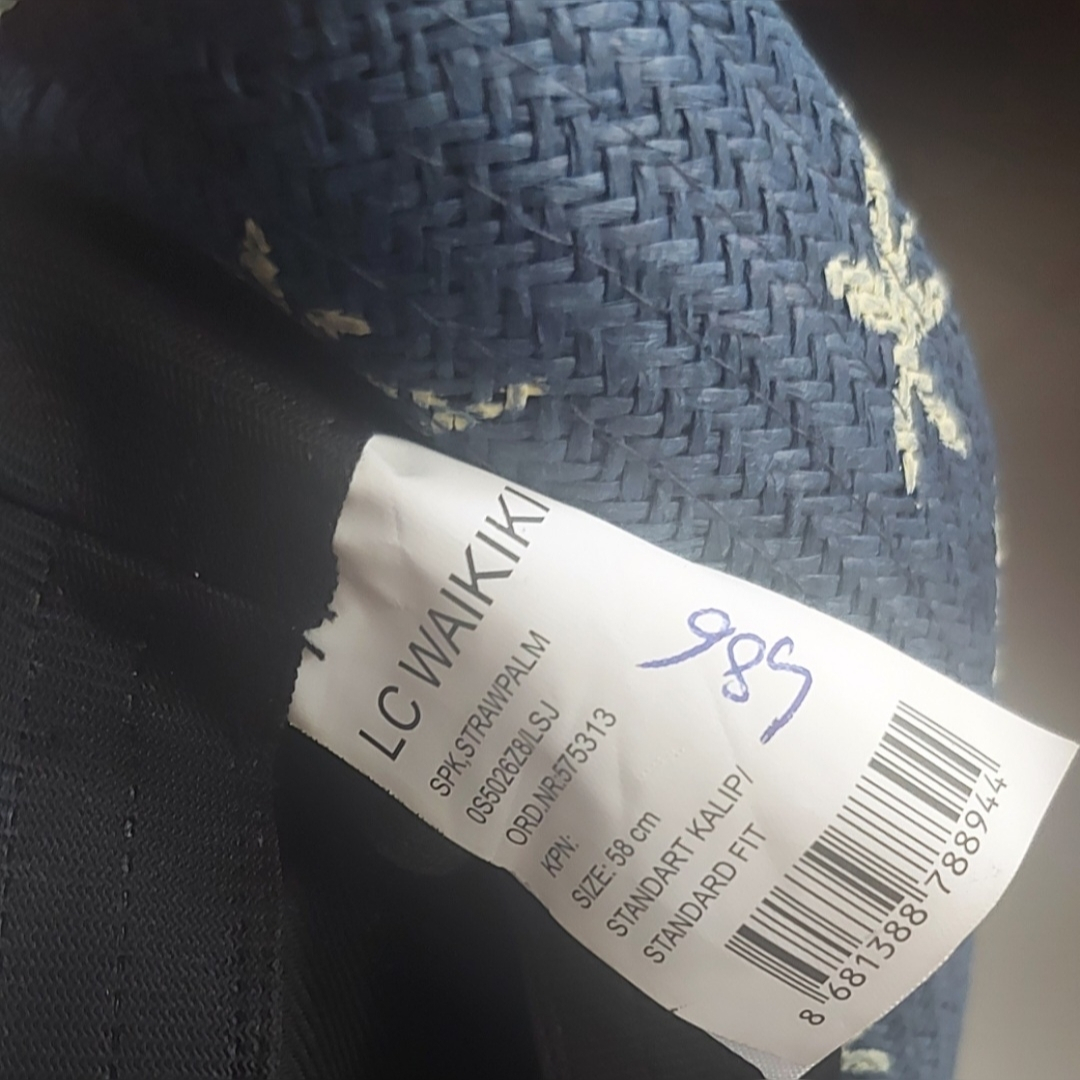 LC WAIKIKI
SPK,STRAWPALM
0S5026Z8/LSJ
ORD.NR:575313
KPN:
SIZE: 58 cm
STANDART KALIP/
STANDARD FIT
8 681388 788944